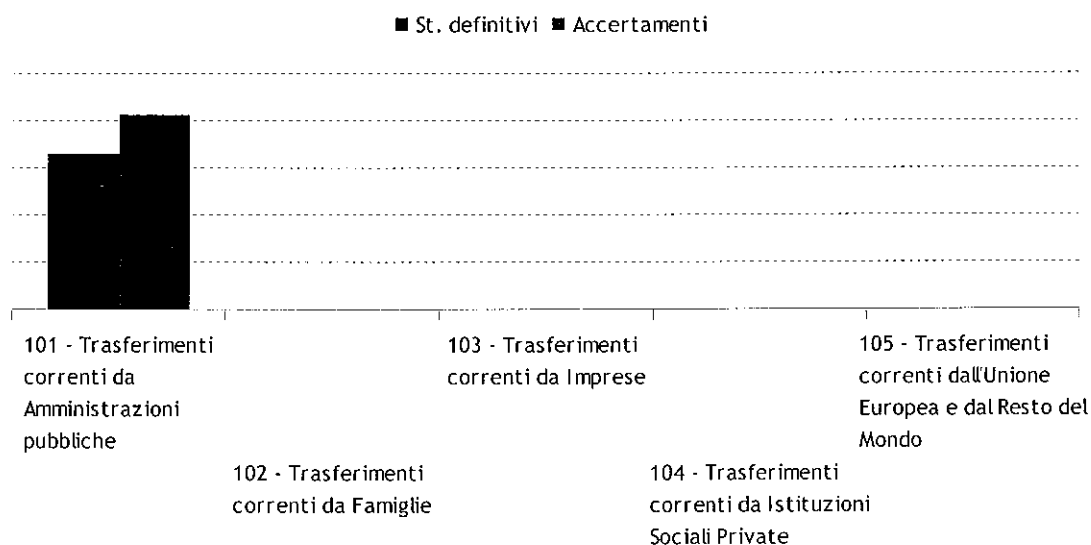 St. definitivi Accertamenti
101 - Trasferimenti
correnti da
Amministrazioni
pubbliche
102 - Trasferimenti
correnti da Famiglie
103 - Trasferimenti
correnti da Imprese
104 - Trasferimenti
correnti da Istituzioni
Sociali Private
105 - Trasferimenti
correnti dall'Unione
Europea e dal Resto del
Mondo